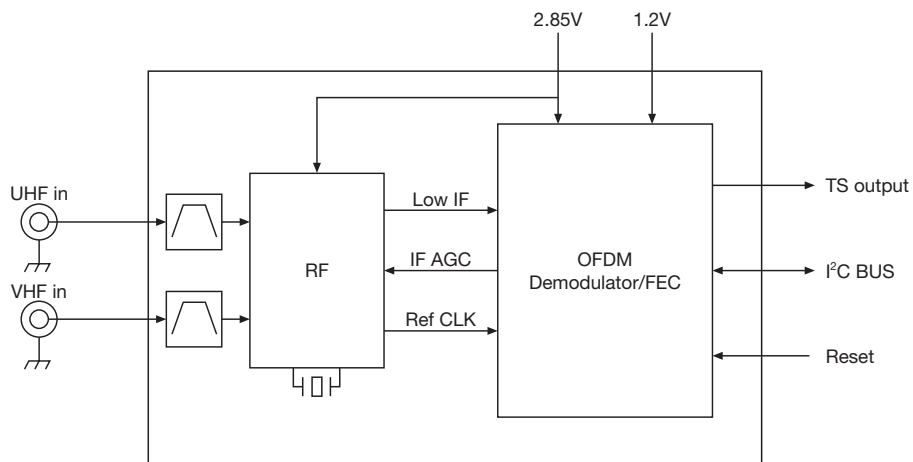 2.85V
1.2V
UHF in
VHF in
RF
Low IF
IF AGC
Ref CLK
OFDM
Demodulator/FEC
TS output
I²C BUS
Reset